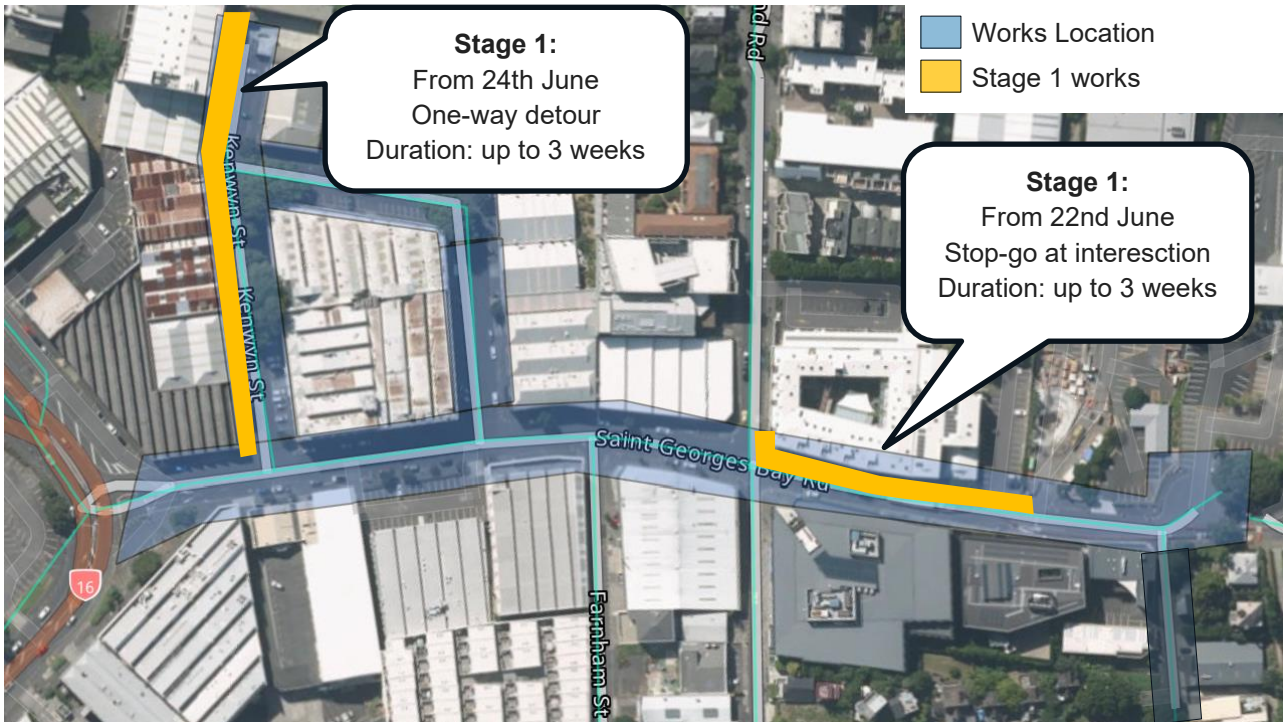 Stage 1:
From 24th June
One-way detour
Duration: up to 3 weeks
nd Rd
Works Location
Stage 1 works
Stage 1:
From 22nd June
Stop-go at interesction
Duration: up to 3 weeks
Kenwyn St
Kenwyn St
Saint Georges Bay Rd
16
Farnham St